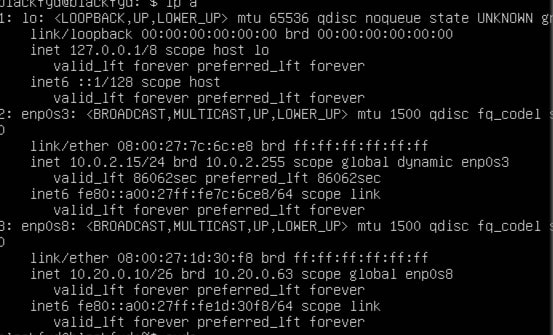 blackfyd@blackfyd:~$ ip a
1: lo: <LOOPBACK,UP,LOWER_UP> mtu 65536 qdisc noqueue state UNKNOWN
link/loopback 00:00:00:00:00:00 brd 00:00:00:00:00:00
inet 127.0.0.1/8 scope host lo
valid_lft forever preferred_lft forever
inet6 ::1/128 scope host
valid_lft forever preferred_lft forever
2: enp0s3: <BROADCAST,MULTICAST,UP,LOWER_UP> mtu 1500 qdisc fq_codel s
0
link/ether 08:00:27:7c:6c:e8 brd ff:ff:ff:ff:ff:ff
inet 10.0.2.15/24 brd 10.0.2.255 scope global dynamic enp0s3
valid_lft 86062sec preferred_lft 86062sec
inet6 fe80::a00:27ff:fe7c:6ce8/64 scope link
valid_lft forever preferred_lft forever
3: enp0s8: <BROADCAST,MULTICAST,UP,LOWER_UP> mtu 1500 qdisc fq_codel s
0
link/ether 08:00:27:1d:30:f8 brd ff:ff:ff:ff:ff:ff
inet 10.20.0.10/26 brd 10.20.0.63 scope global enp0s8
valid_lft forever preferred_lft forever
inet6 fe80::a00:27ff:fe1d:30f8/64 scope link
valid_lft forever preferred_lft forever